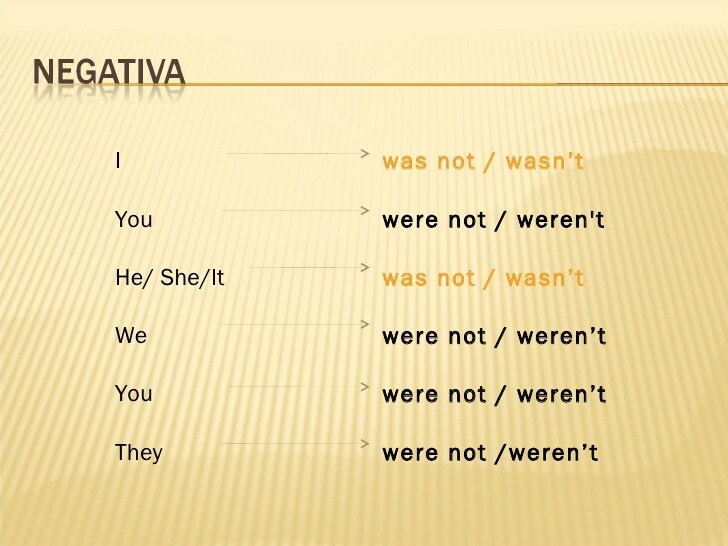 NEGATIVA
I > was not / wasn’t
You > were not / weren't
He/ She/It > was not / wasn’t
We > were not / weren’t
You > were not / weren’t
They > were not /weren’t